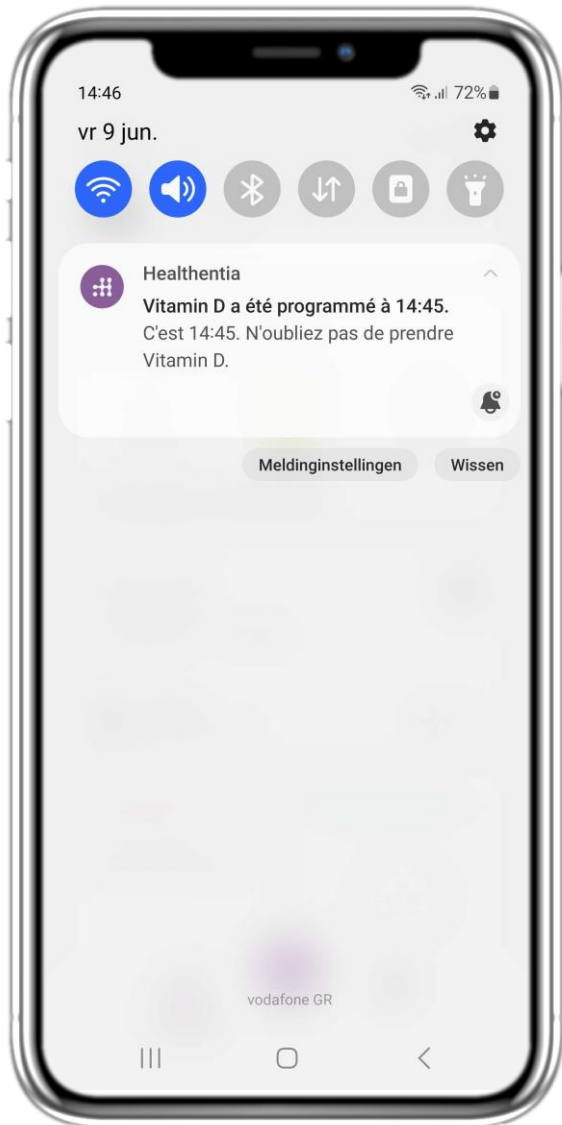 14:46
72%
vr 9 jun.
Healthentia
Vitamin D a été programmé à 14:45.
C'est 14:45. N'oubliez pas de prendre
Vitamin D.
Meldinginstellingen Wissen
vodafone GR